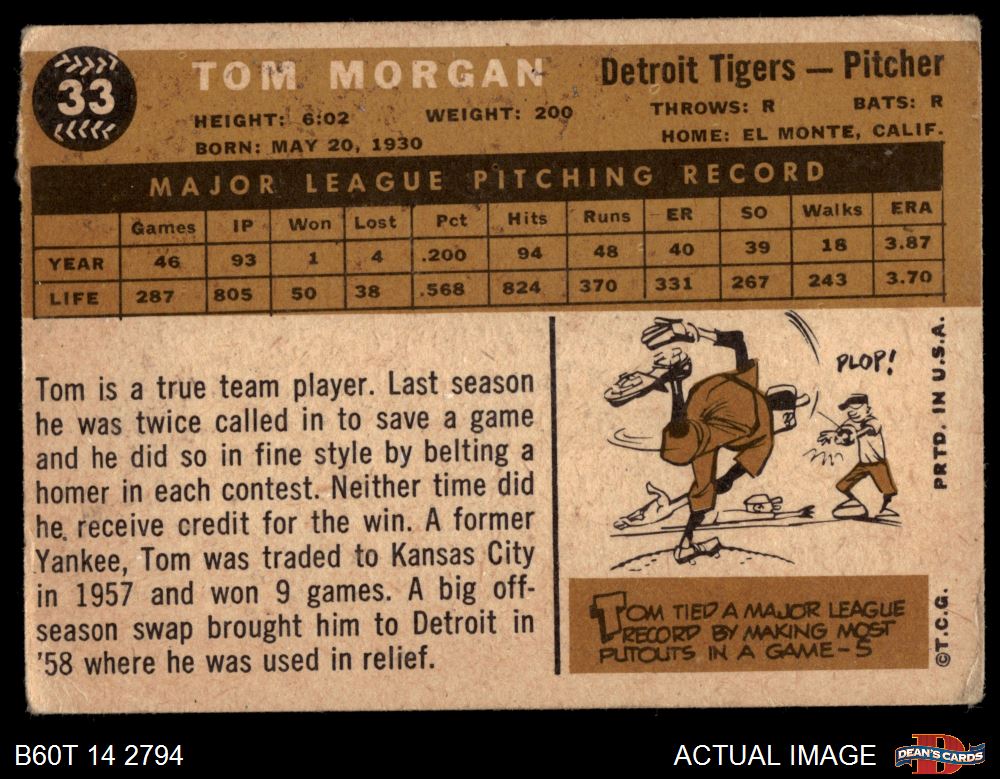 33
TOM MORGAN
Detroit Tigers — Pitcher
HEIGHT: 6:02 WEIGHT: 200 THROWS: R BATS: R
BORN: MAY 20, 1930 HOME: EL MONTE, CALIF.
MAJOR LEAGUE PITCHING RECORD
Games IP Won Lost Pct Hits Runs ER SO Walks ERA
YEAR 46 93 1 4 .200 94 48 40 39 18 3.87
LIFE 287 805 50 38 .568 824 370 331 267 243 3.70
Tom is a true team player. Last season
he was twice called in to save a game
and he did so in fine style by belting a
homer in each contest. Neither time did
he receive credit for the win. A former
Yankee, Tom was traded to Kansas City
in 1957 and won 9 games. A big off-
season swap brought him to Detroit in
'58 where he was used in relief.
PLOP!
TOM TIED A MAJOR LEAGUE
RECORD BY MAKING MOST
PUTOUTS IN A GAME-5
©T.C.G. PRTD. IN U.S.A.
B60T 14 2794
ACTUAL IMAGE
D
DEAN'S CARDS